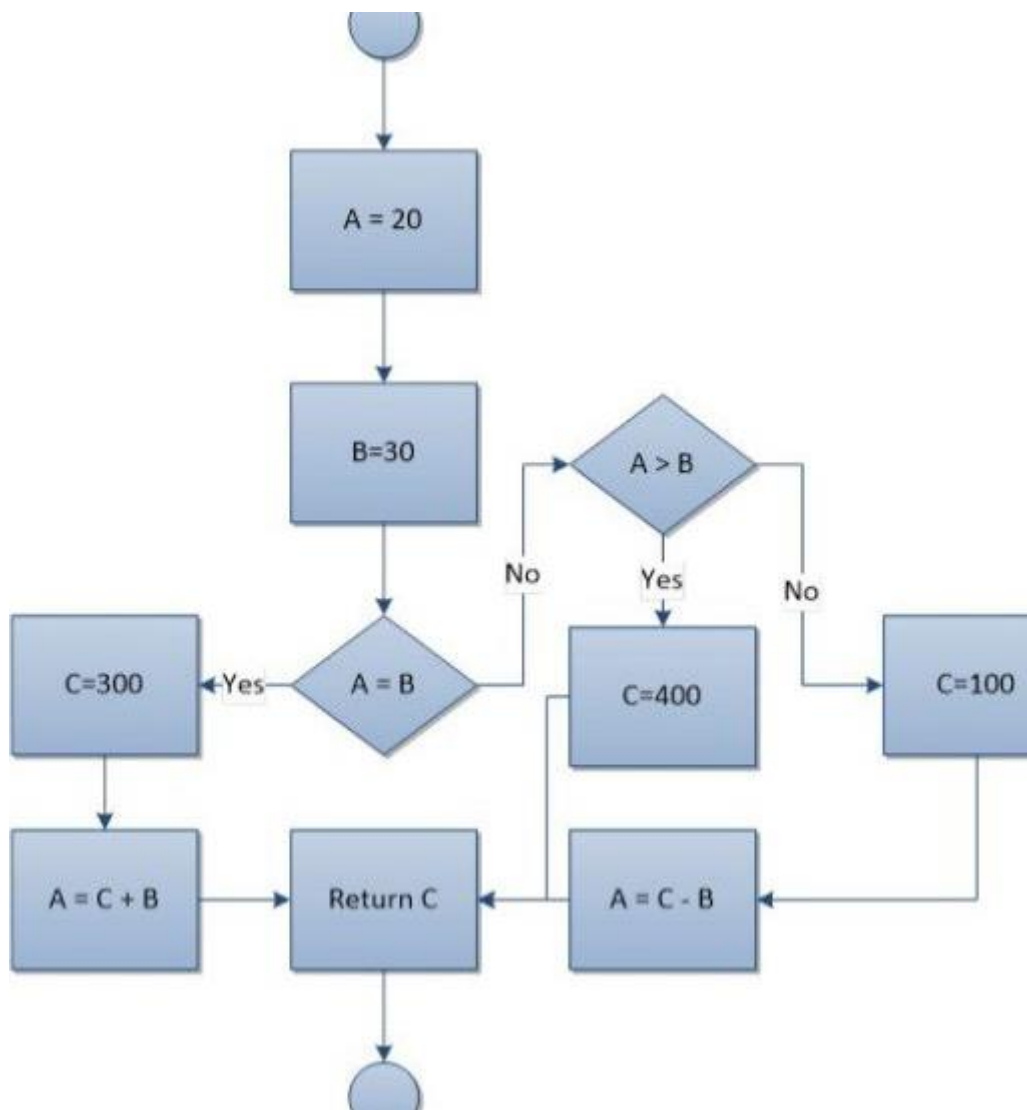 A = 20
B=30
A > B
No
Yes
No
C=300
Yes
A = B
C=400
C=100
A = C + B
Return C
A = C - B